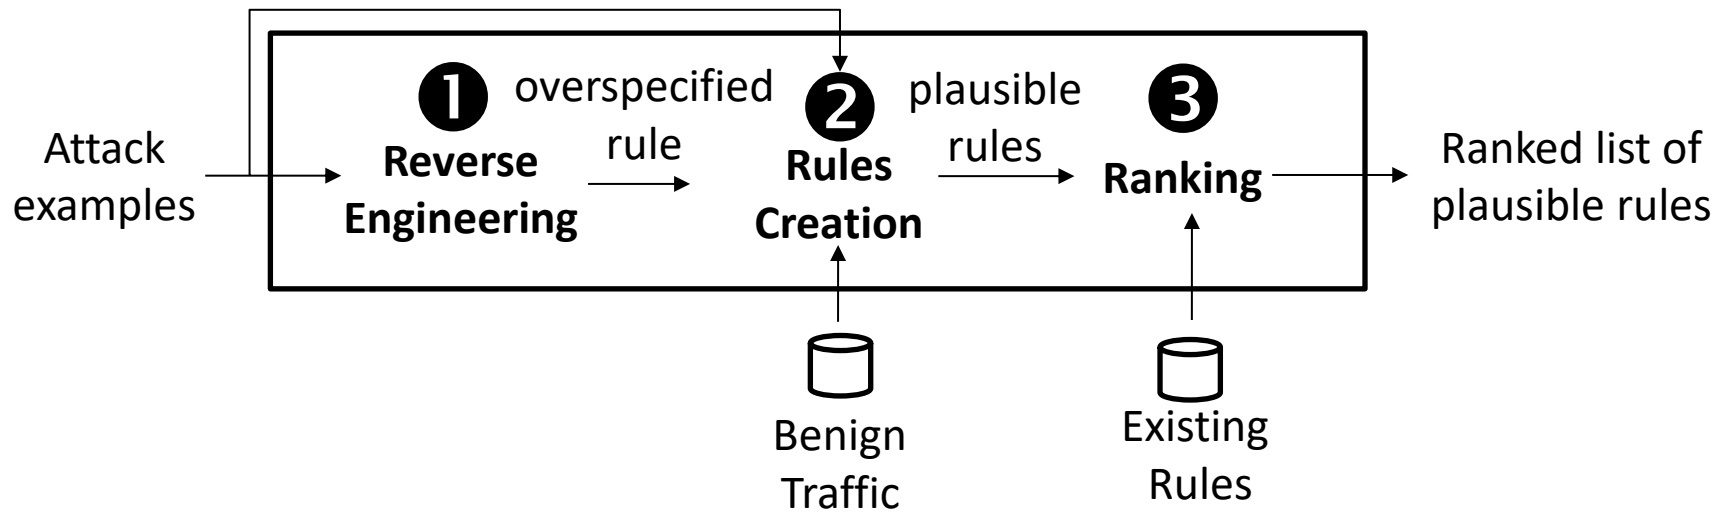 Attack
examples
❶
Reverse
Engineering
overspecified
rule
❷
Rules
Creation
plausible
rules
❸
Ranking
Ranked list of
plausible rules
Benign
Traffic
Existing
Rules